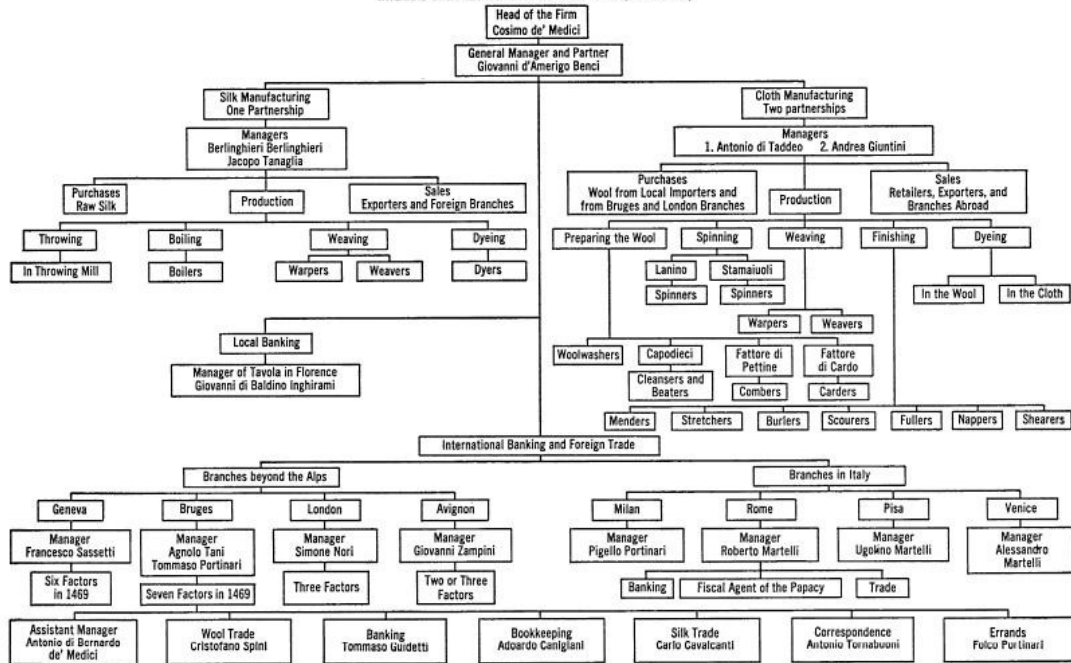 Head of the Firm
Cosimo de' Medici
General Manager and Partner
Giovanni d'Amerigo Benci
Silk Manufacturing
One Partnership
Cloth Manufacturing
Two partnerships
Managers
Berlinghieri Berlinghieri
Jacopo Tanaglia
Managers
1. Antonio di Taddeo 2. Andrea Giuntini
Purchases
Raw Silk
Production
Sales
Exporters and Foreign Branches
Purchases
Wool from Local Importers and
from Bruges and London Branches
Production
Sales
Retailers, Exporters, and
Branches Abroad
Throwing
Boiling
Weaving
Dyeing
Preparing the Wool
Spinning
Weaving
Finishing
Dyeing
In Throwing Mill
Boilers
Warpers
Weavers
Dyers
Lanino
Stamaiuoli
Spinners
Spinners
In the Wool
In the Cloth
Warpers
Weavers
Local Banking
Manager of Tavola in Florence
Giovanni di Baldino Inghirami
Woolwashers
Capodieci
Fattore di
Pettine
Fattore
di Cardo
Cleansers and
Beaters
Combers
Carders
Menders
Stretchers
Burlers
Scourers
Fullers
Nappers
Shearers
International Banking and Foreign Trade
Branches beyond the Alps
Branches in Italy
Geneva
Bruges
London
Avignon
Milan
Rome
Pisa
Venice
Manager
Francesco Sassetti
Manager
Agnolo Tani
Tommaso Portinari
Manager
Simone Nori
Manager
Giovanni Zampini
Manager
Pigello Portinari
Manager
Roberto Martelli
Manager
Ugolino Martelli
Manager
Alessandro
Martelli
Six Factors
in 1469
Seven Factors in 1469
Three Factors
Two or Three
Factors
Banking
Fiscal Agent of the Papacy
Trade
Assistant Manager
Antonio di Bernardo
de' Medici
Wool Trade
Cristofano Spini
Banking
Tommaso Guidetti
Bookkeeping
Adoardo Canigiani
Silk Trade
Carlo Cavalcanti
Correspondence
Antonio Tornabuoni
Errands
Folco Portinari